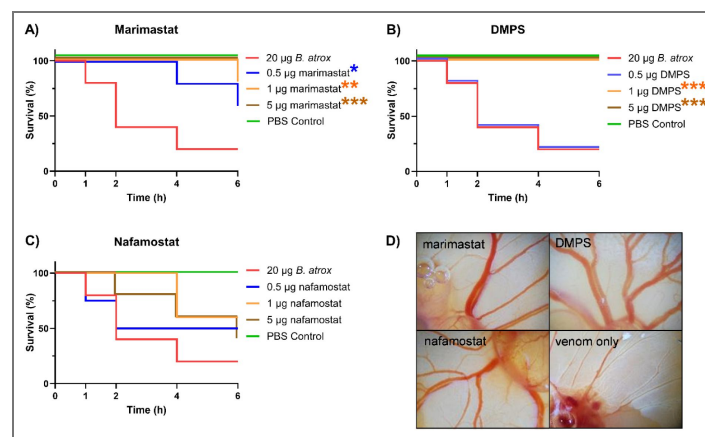 A)
Marimastat
Survival (%)
100
50
0
0 1 2 4 6
Time (h)
20 µg B. atrox
0.5 µg marimastat*
1 µg marimastat**
5 µg marimastat***
PBS Control
B)
DMPS
Survival (%)
100
50
0
0 1 2 4 6
Time (h)
20 µg B. atrox
0.5 µg DMPS
1 µg DMPS***
5 µg DMPS***
PBS Control
C)
Nafamostat
Survival (%)
100
50
0
0 1 2 4 6
Time (h)
20 µg B. atrox
0.5 µg nafamostat
1 µg nafamostat
5 µg nafamostat
PBS Control
D)
marimastat
DMPS
nafamostat
venom only